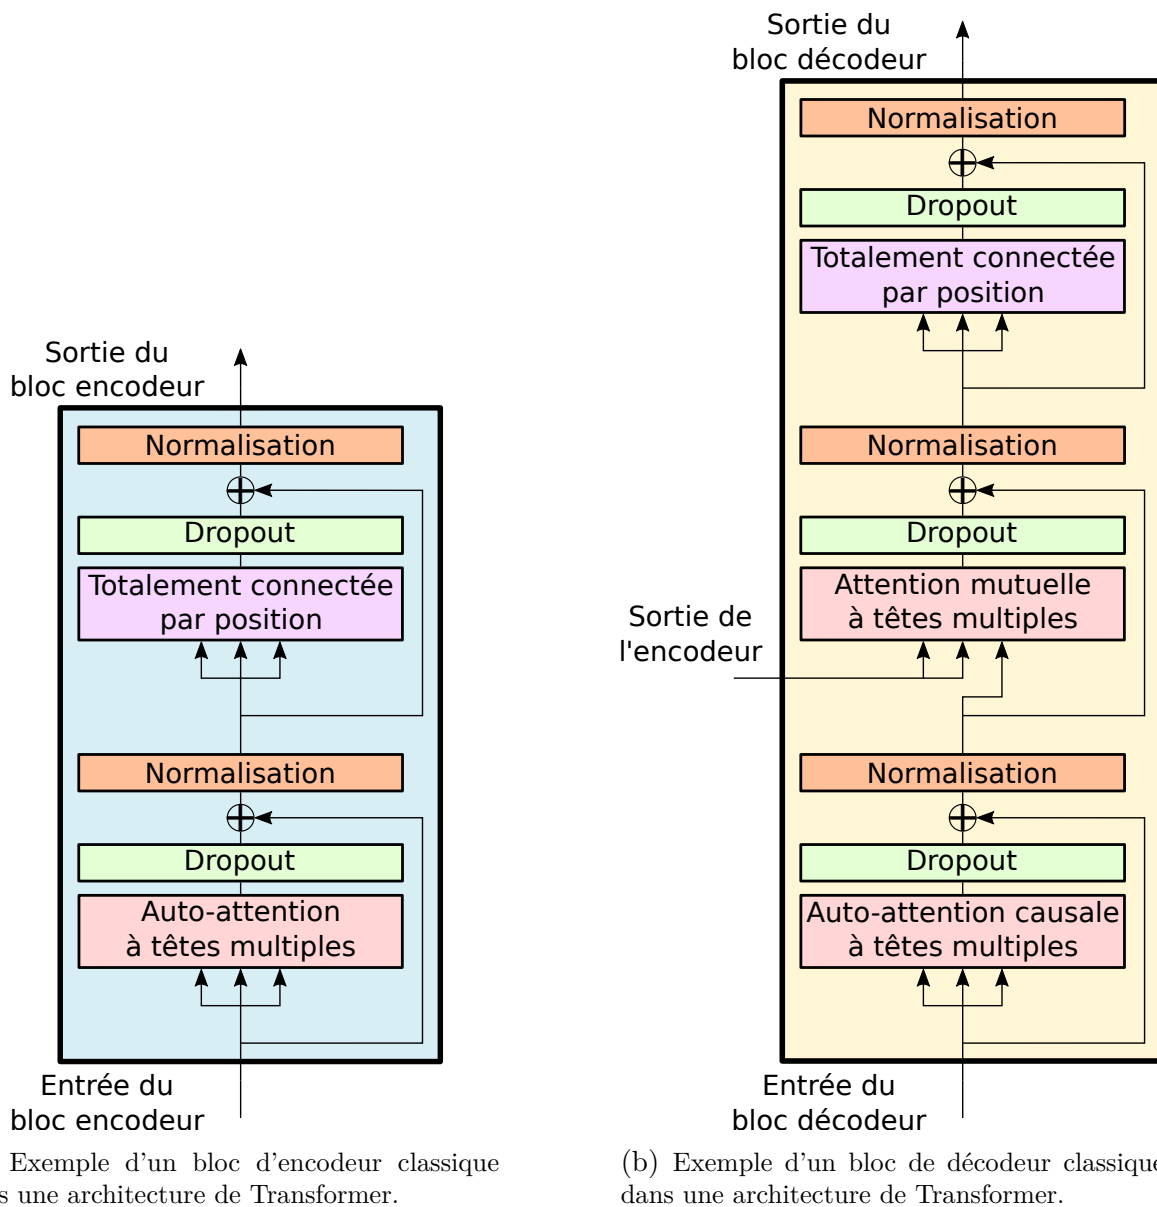 Sortie du
bloc encodeur
Normalisation
Dropout
Totalement connectée
par position
Normalisation
Dropout
Auto-attention
à têtes multiples
Entrée du
bloc encodeur
Exemple d'un bloc d'encodeur classique
une architecture de Transformer.
Sortie du
bloc décodeur
Normalisation
Dropout
Totalement connectée
par position
Normalisation
Dropout
Attention mutuelle
à têtes multiples
Sortie de
l'encodeur
Normalisation
Dropout
Auto-attention causale
à têtes multiples
Entrée du
bloc décodeur
(b) Exemple d'un bloc de décodeur classique
dans une architecture de Transformer.